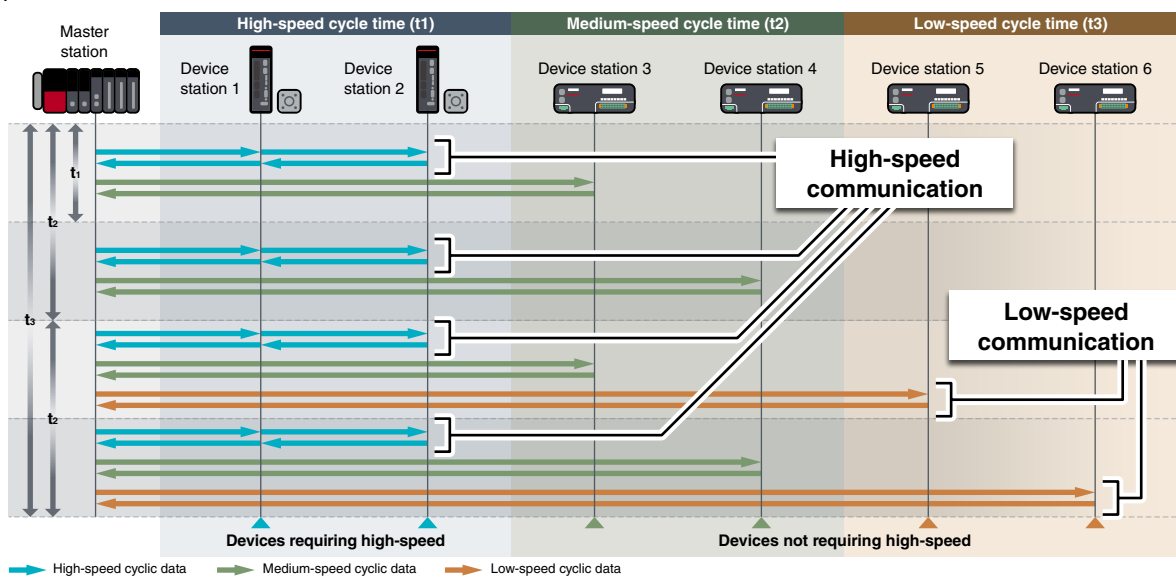 High-speed cycle time (t1)
Medium-speed cycle time (t2)
Low-speed cycle time (t3)
Master
station
Device
station 1
Device
station 2
Device station 3
Device station 4
Device station 5
Device station 6
High-speed
communication
t1
t2
t3
Low-speed
communication
t2
Devices requiring high-speed
Devices not requiring high-speed
High-speed cyclic data
Medium-speed cyclic data
Low-speed cyclic data